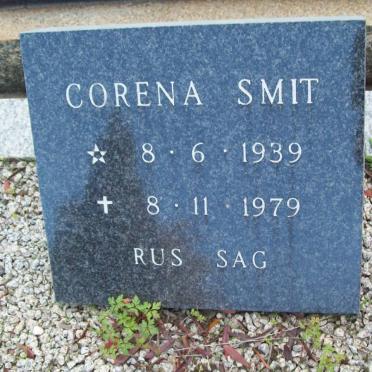 CORENA SMIT
☆ 8·6·1939
✝ 8·11·1979
RUS SAG